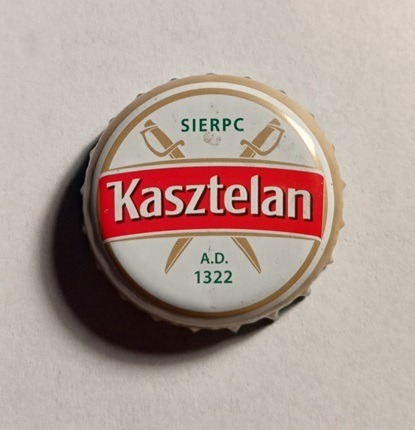 SIERPC
Kasztelan
A.D.
1322